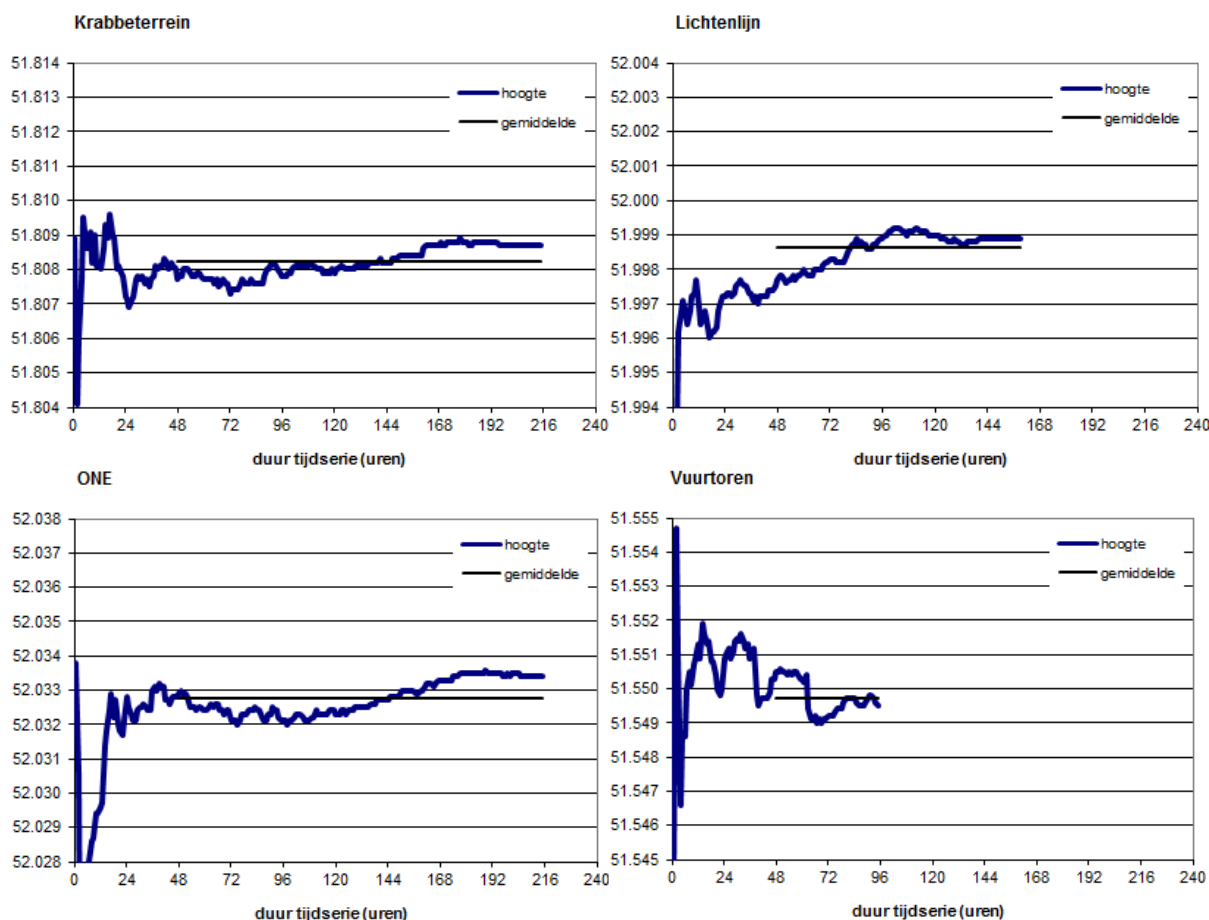 Krabbeterrein
51.814
51.813
51.812
51.811
51.810
51.809
51.808
51.807
51.806
51.805
51.804
hoogte
gemiddelde
0 24 48 72 96 120 144 168 192 216 240
duur tijdserie (uren)
Lichtenlijn
52.004
52.003
52.002
52.001
52.000
51.999
51.998
51.997
51.996
51.995
51.994
hoogte
gemiddelde
0 24 48 72 96 120 144 168 192 216 240
duur tijdserie (uren)
ONE
52.038
52.037
52.036
52.035
52.034
52.033
52.032
52.031
52.030
52.029
52.028
hoogte
gemiddelde
0 24 48 72 96 120 144 168 192 216 240
duur tijdserie (uren)
Vuurtoren
51.555
51.554
51.553
51.552
51.551
51.550
51.549
51.548
51.547
51.546
51.545
hoogte
gemiddelde
0 24 48 72 96 120 144 168 192 216 240
duur tijdserie (uren)